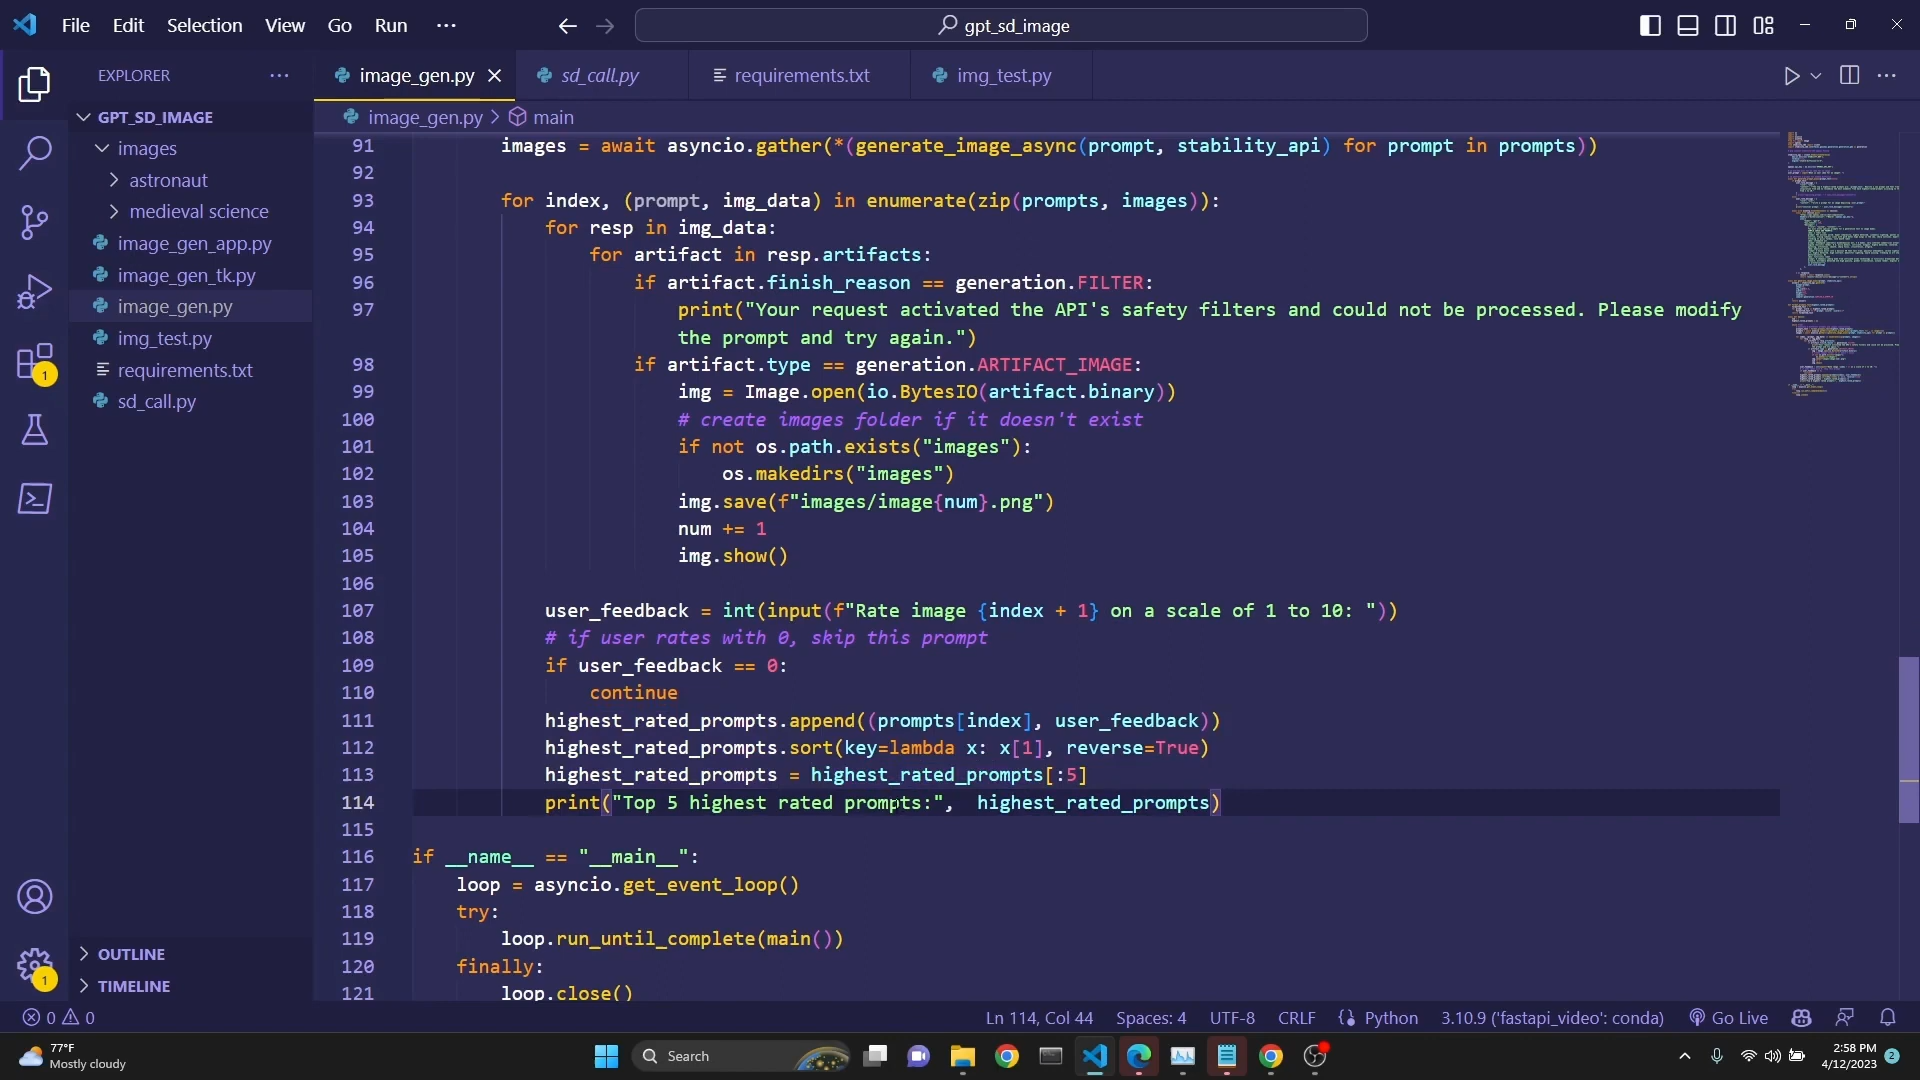 File Edit Selection View Go Run ...
gpt_sd_image
EXPLORER ...
image_gen.py sd_call.py requirements.txt img_test.py
image_gen.py > main
GPT_SD_IMAGE
images
astronaut
medieval science
image_gen_app.py
image_gen_tk.py
image_gen.py
img_test.py
requirements.txt
sd_call.py
OUTLINE
TIMELINE
1
1
91 images = await asyncio.gather(*(generate_image_async(prompt, stability_api) for prompt in prompts))
92
93 for index, (prompt, img_data) in enumerate(zip(prompts, images)):
94 for resp in img_data:
95 for artifact in resp.artifacts:
96 if artifact.finish_reason == generation.FILTER:
97 print("Your request activated the API's safety filters and could not be processed. Please modify
the prompt and try again.")
98 if artifact.type == generation.ARTIFACT_IMAGE:
99 img = Image.open(io.BytesIO(artifact.binary))
100 # create images folder if it doesn't exist
101 if not os.path.exists("images"):
102 os.makedirs("images")
103 img.save(f"images/image{num}.png")
104 num += 1
105 img.show()
106
107 user_feedback = int(input(f"Rate image {index + 1} on a scale of 1 to 10: "))
108 # if user rates with 0, skip this prompt
109 if user_feedback == 0:
110 continue
111 highest_rated_prompts.append((prompts[index], user_feedback))
112 highest_rated_prompts.sort(key=lambda x: x[1], reverse=True)
113 highest_rated_prompts = highest_rated_prompts[:5]
114 print("Top 5 highest rated prompts:",  highest_rated_prompts)
115
116 if __name__ == "__main__":
117 loop = asyncio.get_event_loop()
118 try:
119 loop.run_until_complete(main())
120 finally:
121 loop.close()
0 0 Ln 114, Col 44 Spaces: 4 UTF-8 CRLF Python 3.10.9 ('fastapi_video': conda) Go Live
77°F
Mostly cloudy
Search
2:58 PM
4/12/2023
2